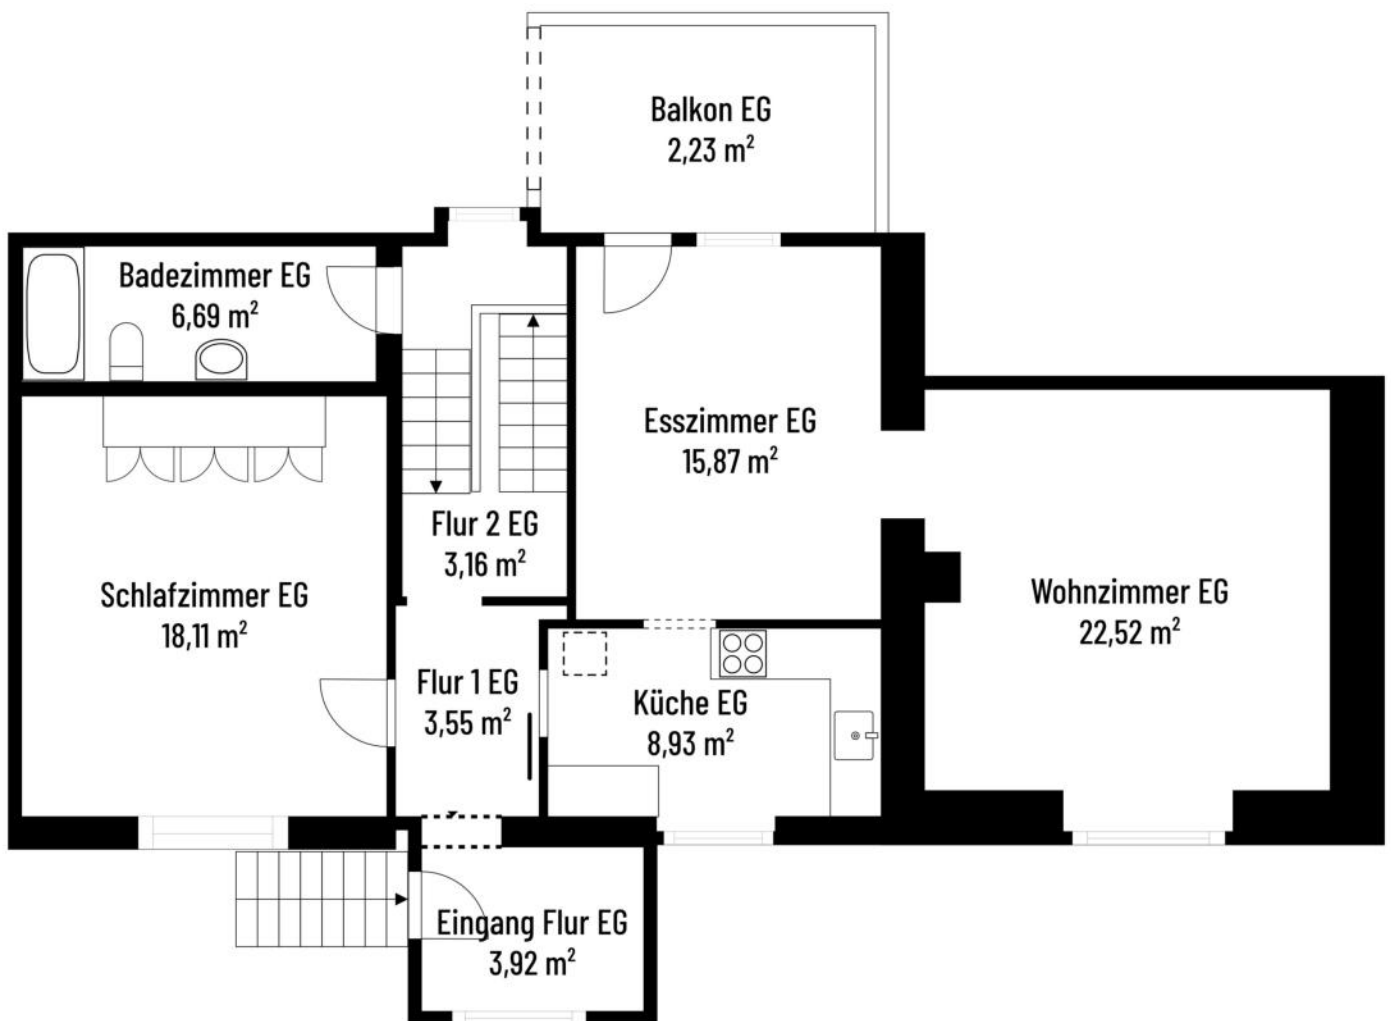 Balkon EG
2,23 m²
Badezimmer EG
6,69 m²
Esszimmer EG
15,87 m²
Flur 2 EG
3,16 m²
Schlafzimmer EG
18,11 m²
Wohnzimmer EG
22,52 m²
Flur 1 EG
3,55 m²
Küche EG
8,93 m²
Eingang Flur EG
3,92 m²